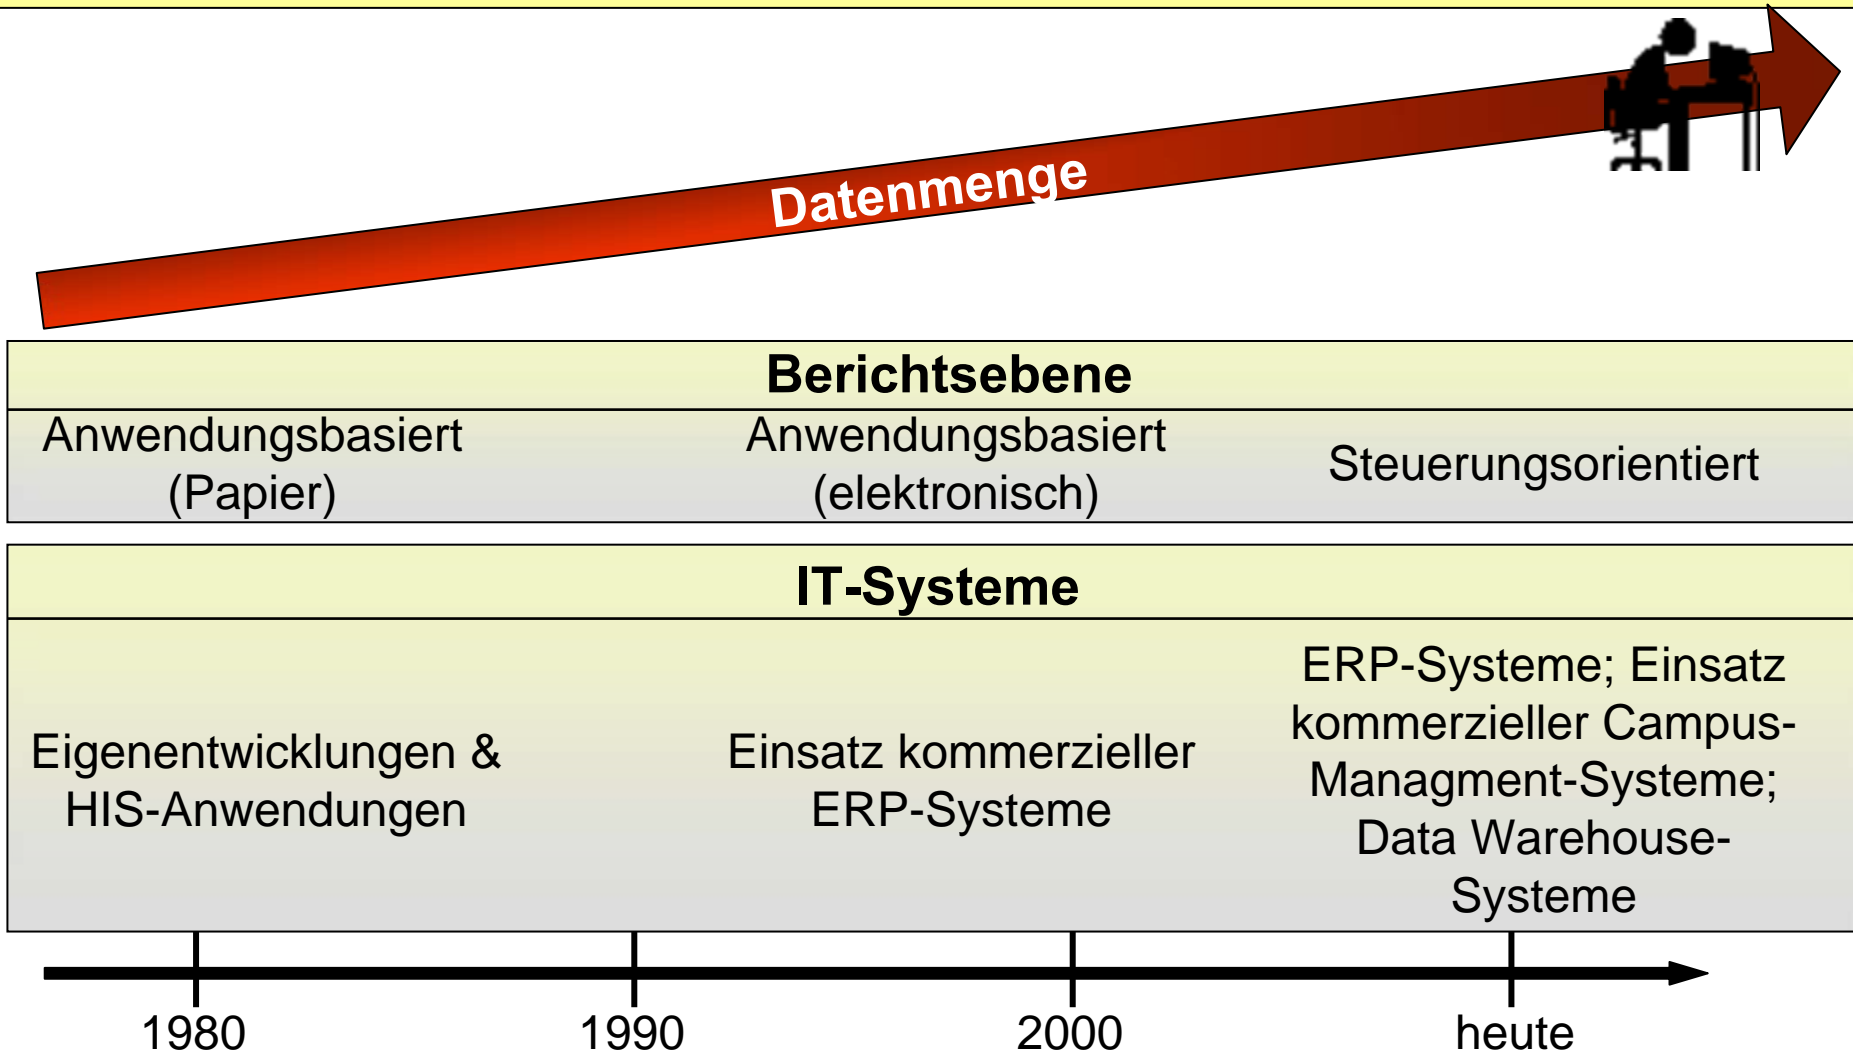 Datenmenge
Berichtsebene
Anwendungsbasiert
(Papier)
Anwendungsbasiert
(elektronisch)
Steuerungsorientiert
IT-Systeme
Eigenentwicklungen &
HIS-Anwendungen
Einsatz kommerzieller
ERP-Systeme
ERP-Systeme; Einsatz
kommerzieller Campus-
Managment-Systeme;
Data Warehouse-
Systeme
1980
1990
2000
heute